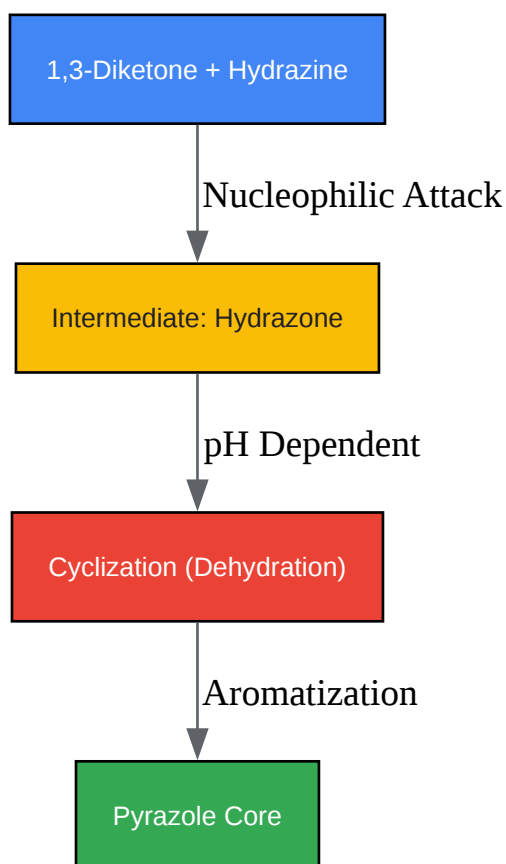 1,3-Diketone + Hydrazine
Nucleophilic Attack
Intermediate: Hydrazone
pH Dependent
Cyclization (Dehydration)
Aromatization
Pyrazole Core